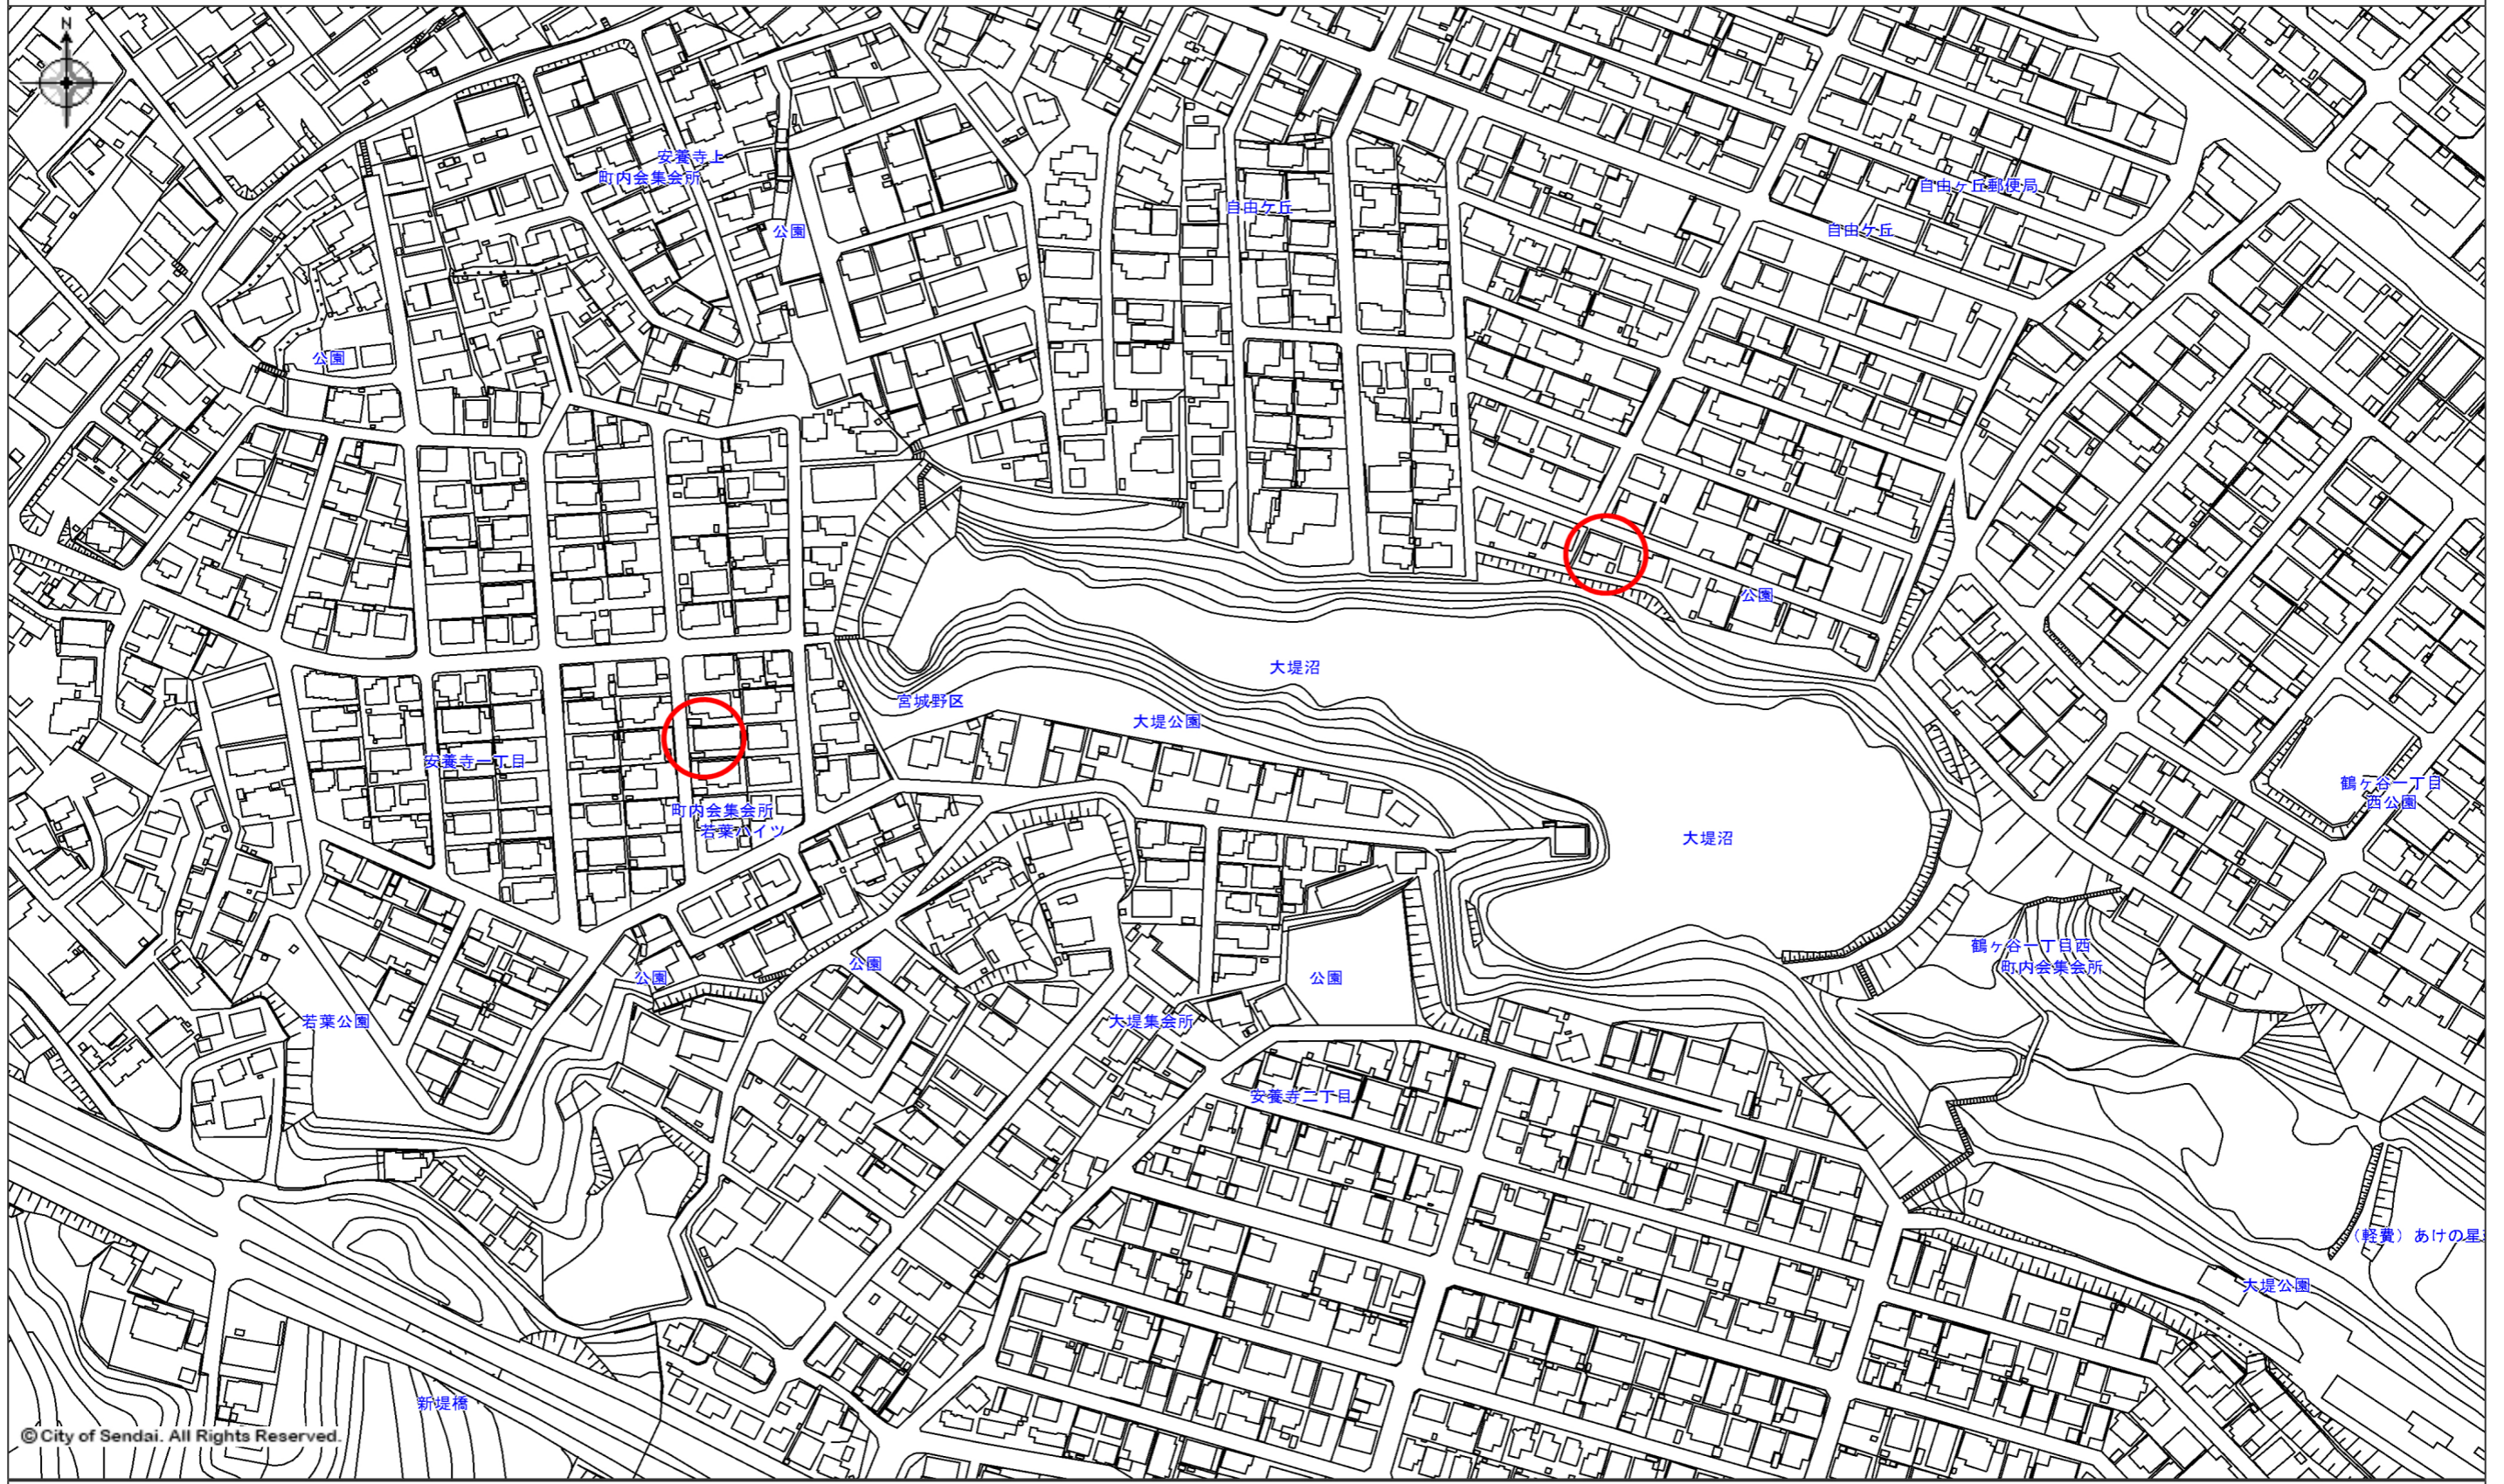 N
安養寺上
町内会集会所
自由ケ丘郵便局
自由ケ丘
自由ケ丘
公園
公園
公園
大堤沼
宮城野区
大堤公園
安養寺一丁目
鶴ヶ谷一丁目
西公園
町内会集会所
若葉ハイツ
大堤沼
鶴ヶ谷一丁目西
町内会集会所
公園
公園
公園
若葉公園
大堤集会所
安養寺二丁目
（軽費）あけの星
大堤公園
新堤橋
© City of Sendai. All Rights Reserved.